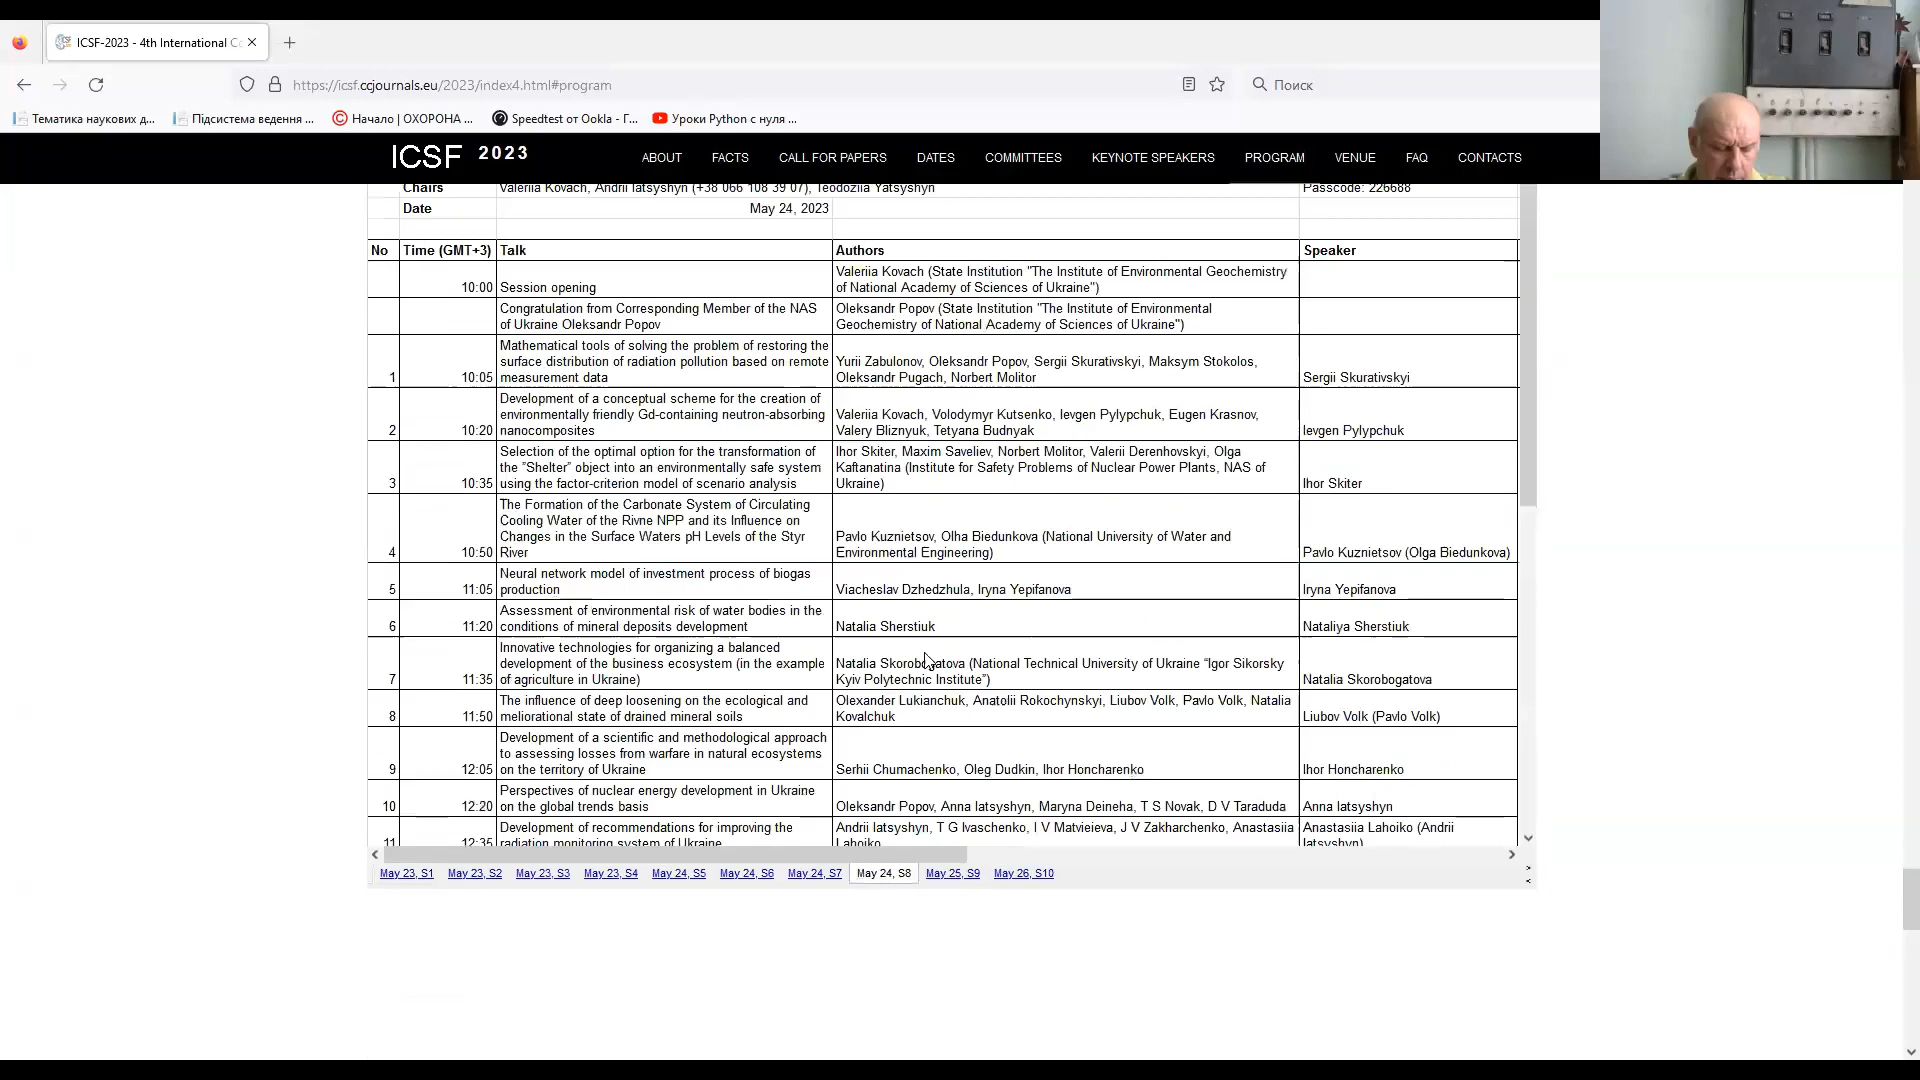 ICSF-2023 - 4th International Co
https://icsf.ccjournals.eu/2023/index4.html#program
Поиск
Тематика наукових д...
Підсистема ведення ...
Начало | ОХОРОНА ...
Speedtest от Ookla - Г...
Уроки Python с нуля ...
ICSF 2023
ABOUT FACTS CALL FOR PAPERS DATES COMMITTEES KEYNOTE SPEAKERS PROGRAM VENUE FAQ CONTACTS
Chairs Valeriia Kovach, Andrii Iatsyshyn (+38 066 108 39 07), Teodoziia Yatsyshyn Passcode: 226688
Date May 24, 2023
No Time (GMT+3) Talk Authors Speaker
Valeriia Kovach (State Institution "The Institute of Environmental Geochemistry
10:00 Session opening of National Academy of Sciences of Ukraine")
Congratulation from Corresponding Member of the NAS Oleksandr Popov (State Institution "The Institute of Environmental
of Ukraine Oleksandr Popov Geochemistry of National Academy of Sciences of Ukraine")
Mathematical tools of solving the problem of restoring the
surface distribution of radiation pollution based on remote Yurii Zabulonov, Oleksandr Popov, Sergii Skurativskyi, Maksym Stokolos,
1 10:05 measurement data Oleksandr Pugach, Norbert Molitor Sergii Skurativskyi
Development of a conceptual scheme for the creation of
environmentally friendly Gd-containing neutron-absorbing Valeriia Kovach, Volodymyr Kutsenko, Ievgen Pylypchuk, Eugen Krasnov,
2 10:20 nanocomposites Valery Bliznyuk, Tetyana Budnyak Ievgen Pylypchuk
Selection of the optimal option for the transformation of Ihor Skiter, Maxim Saveliev, Norbert Molitor, Valerii Derenhovskyi, Olga
the ”Shelter” object into an environmentally safe system Kaftanatina (Institute for Safety Problems of Nuclear Power Plants, NAS of
3 10:35 using the factor-criterion model of scenario analysis Ukraine) Ihor Skiter
The Formation of the Carbonate System of Circulating
Cooling Water of the Rivne NPP and its Influence on
Changes in the Surface Waters pH Levels of the Styr Pavlo Kuznietsov, Olha Biedunkova (National University of Water and
4 10:50 River Environmental Engineering) Pavlo Kuznietsov (Olga Biedunkova)
Neural network model of investment process of biogas
5 11:05 production Viacheslav Dzhedzhula, Iryna Yepifanova Iryna Yepifanova
Assessment of environmental risk of water bodies in the
6 11:20 conditions of mineral deposits development Natalia Sherstiuk Nataliya Sherstiuk
Innovative technologies for organizing a balanced
development of the business ecosystem (in the example Natalia Skorobogatova (National Technical University of Ukraine “Igor Sikorsky
7 11:35 of agriculture in Ukraine) Kyiv Polytechnic Institute”) Natalia Skorobogatova
The influence of deep loosening on the ecological and Olexander Lukianchuk, Anatolii Rokochynskyi, Liubov Volk, Pavlo Volk, Natalia
8 11:50 meliorational state of drained mineral soils Kovalchuk Liubov Volk (Pavlo Volk)
Development of a scientific and methodological approach
to assessing losses from warfare in natural ecosystems
9 12:05 on the territory of Ukraine Serhii Chumachenko, Oleg Dudkin, Ihor Honcharenko Ihor Honcharenko
Perspectives of nuclear energy development in Ukraine
10 12:20 on the global trends basis Oleksandr Popov, Anna Iatsyshyn, Maryna Deineha, T S Novak, D V Taraduda Anna Iatsyshyn
Development of recommendations for improving the Andrii Iatsyshyn, T G Ivaschenko, I V Matvieieva, J V Zakharchenko, Anastasiia Anastasiia Lahoiko (Andrii
11 12:35 radiation monitoring system of Ukraine Lahoiko Iatsyshyn)
May 23, S1 May 23, S2 May 23, S3 May 23, S4 May 24, S5 May 24, S6 May 24, S7 May 24, S8 May 25, S9 May 26, S10